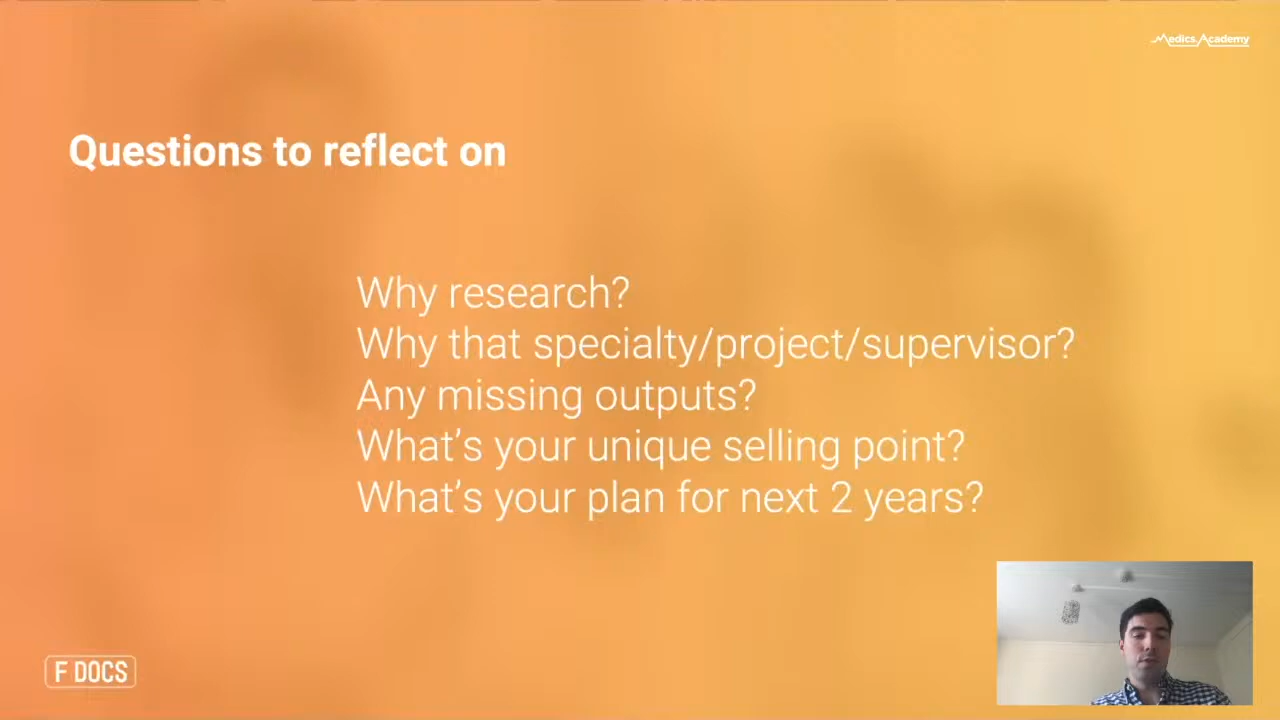 Medics.Academy
Questions to reflect on
Why research?
Why that specialty/project/supervisor?
Any missing outputs?
What’s your unique selling point?
What’s your plan for next 2 years?
F DOCS